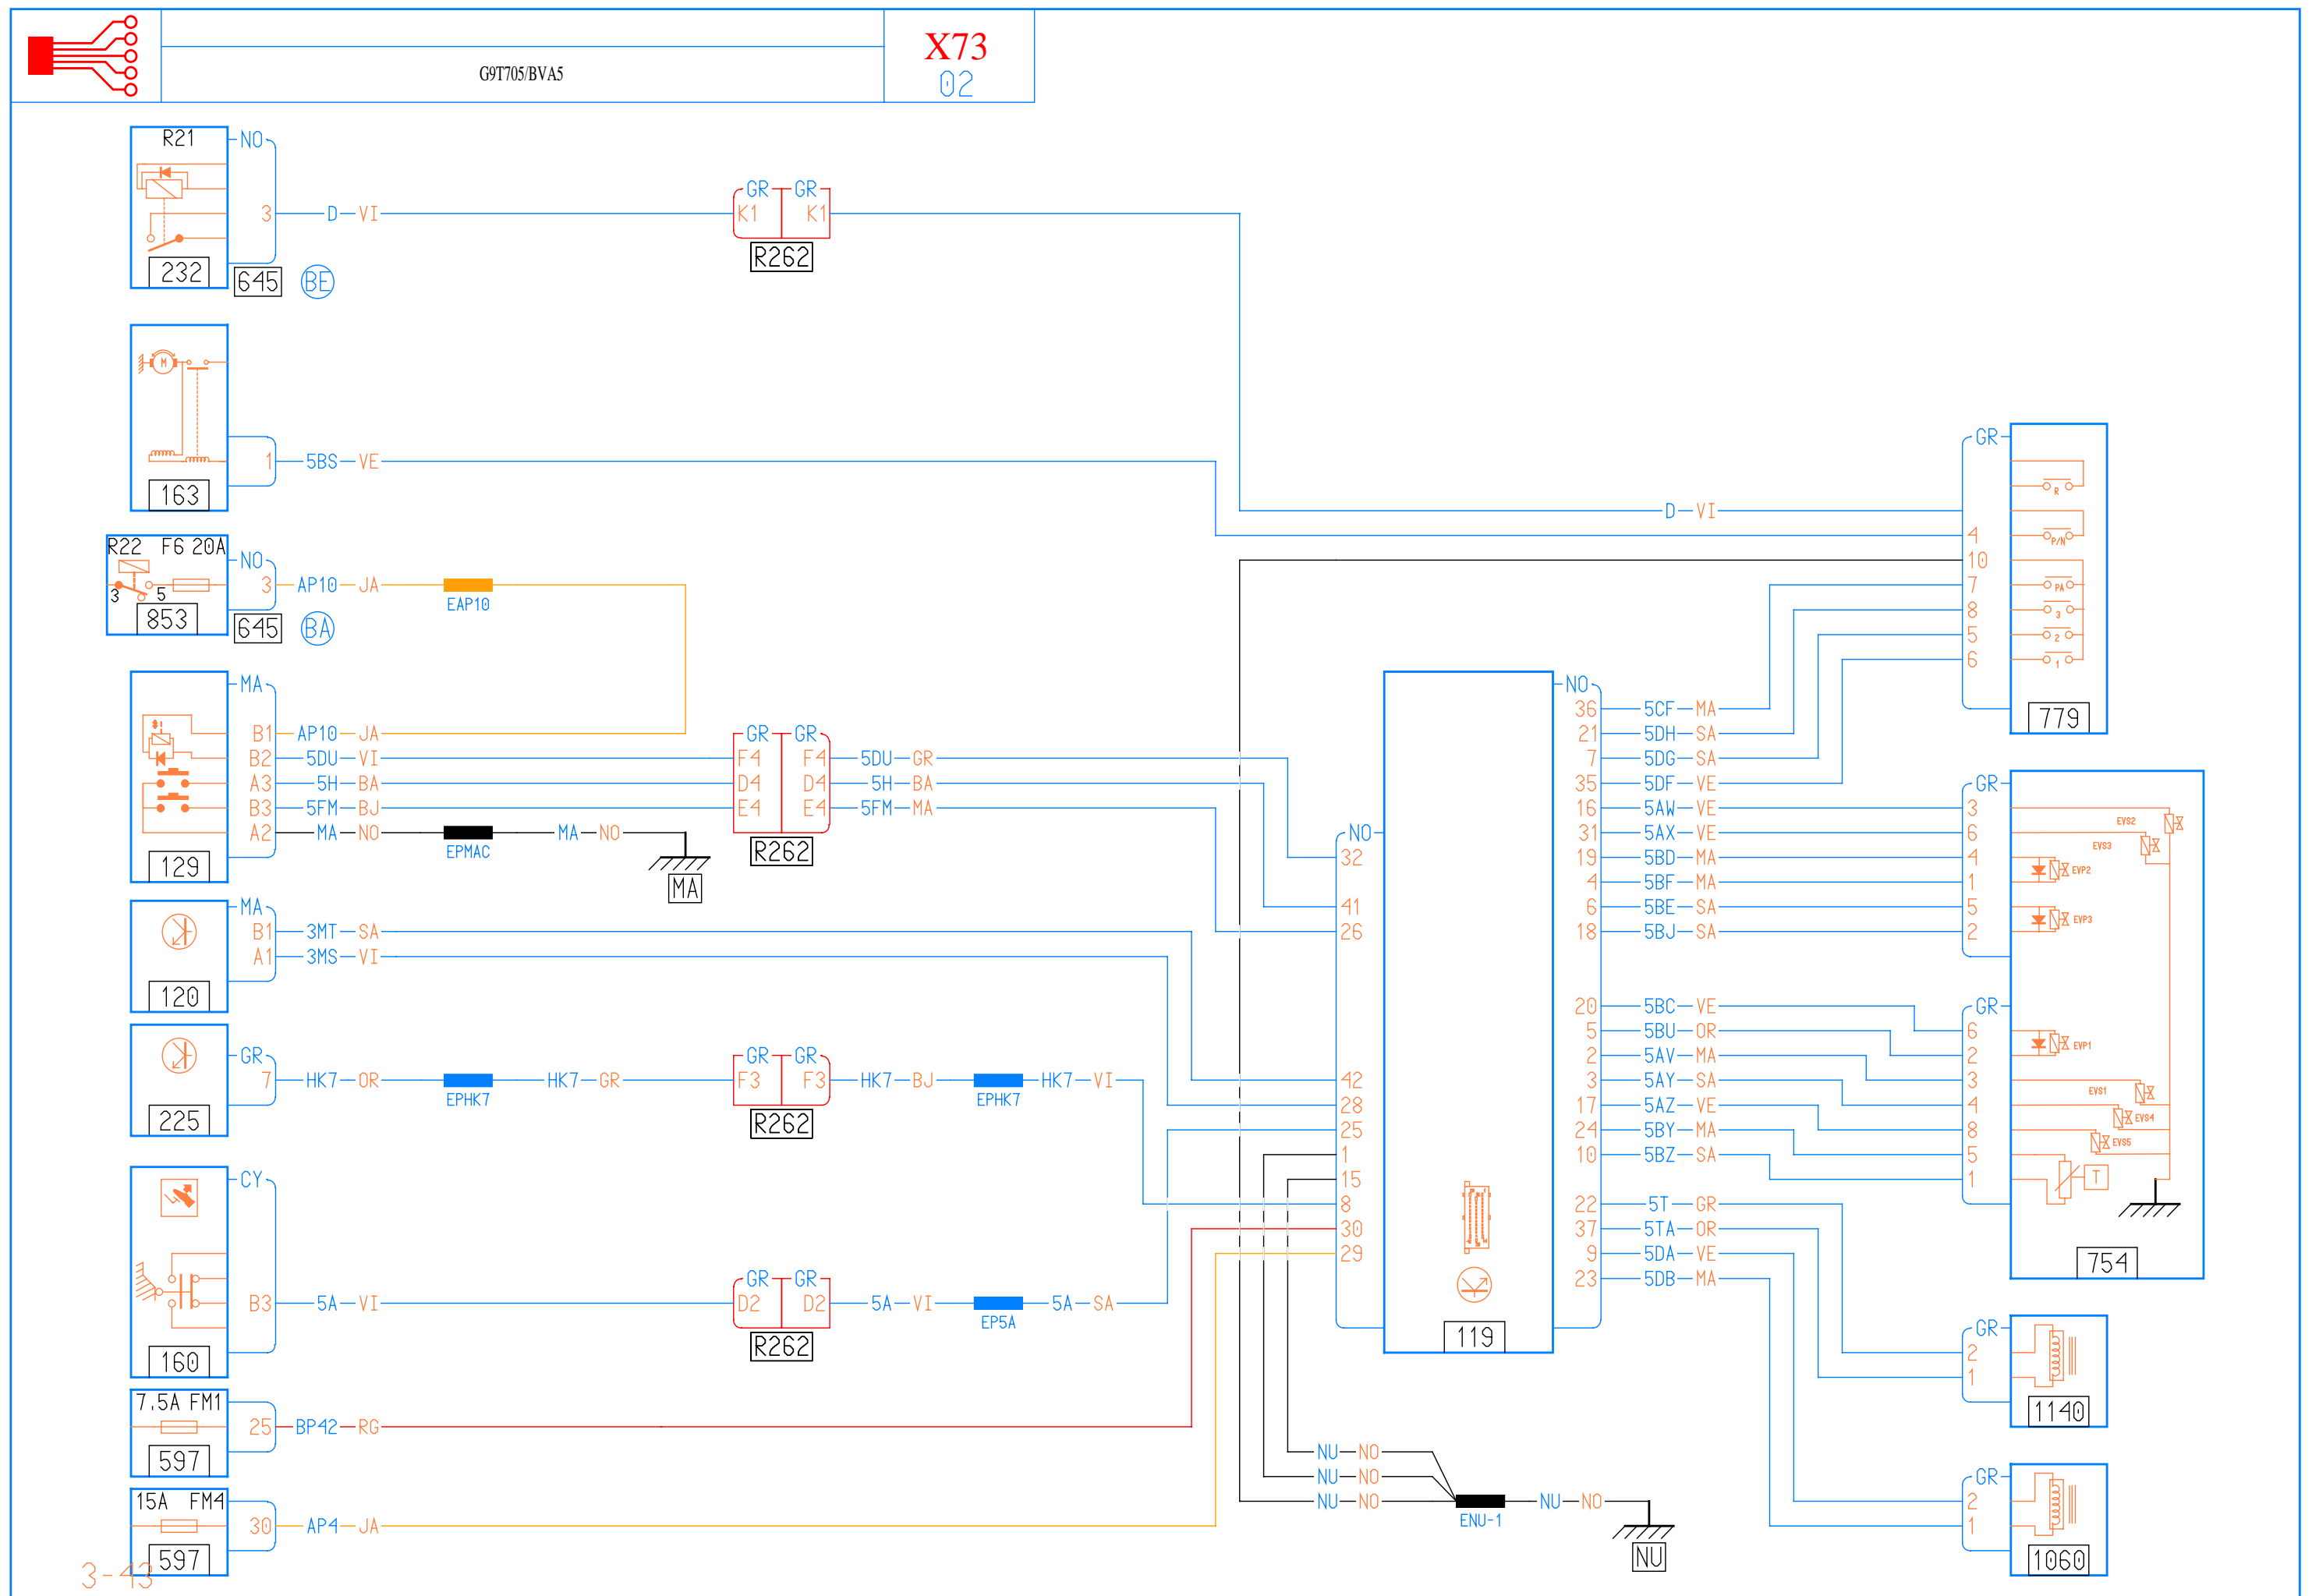 G9T705/BVA5
X73
02
R21
NO
3 D VI
GR GR
K1 K1
R262
232
645 BE
M
1 5BS VE
163
R22 F6 20A
NO
3 AP10 JA
EAP10
3 5
853
645 BA
MA
B1 AP10 JA
B2 5DU VI
A3 5H BA
B3 5FM BJ
A2 MA NO
EPMAC
MA NO
MA
129
GR GR
F4 F4 5DU GR
D4 D4 5H BA
E4 E4 5FM MA
R262
MA
B1 3MT SA
A1 3MS VI
120
GR
7 HK7 OR
EPHK7
HK7 GR
225
GR GR
F3 F3
R262
HK7 BJ
EPHK7
HK7 VI
CY
B3 5A VI
160
GR GR
D2 D2
R262
5A VI
EP5A
5A SA
7.5A FM1
25 BP42 RG
597
15A FM4
30 AP4 JA
597
3-43
NO
32
41
26
42
28
25
1
15
8
30
29
119
NO
36 5CF MA
21 5DH SA
7 5DG SA
35 5DF VE
16 5AW VE
31 5AX VE
19 5BD MA
4 5BF MA
6 5BE SA
18 5BJ SA
20 5BC VE
5 5BU OR
2 5AV MA
3 5AY SA
17 5AZ VE
24 5BY MA
10 5BZ SA
22 5T GR
37 5TA OR
9 5DA VE
23 5DB MA
NU NO
NU NO
NU NO
ENU-1
NU NO
NU
GR
D VI
4
10
7
8
5
6
R
P/N
PA
3
2
1
779
GR
3
6
4
1
5
2
EVS2
EVS3
EVP2
EVP3
GR
6
2
3
4
8
5
1
EVP1
EVS1
EVS4
EVS5
T
754
GR
2
1
1140
GR
2
1
1060